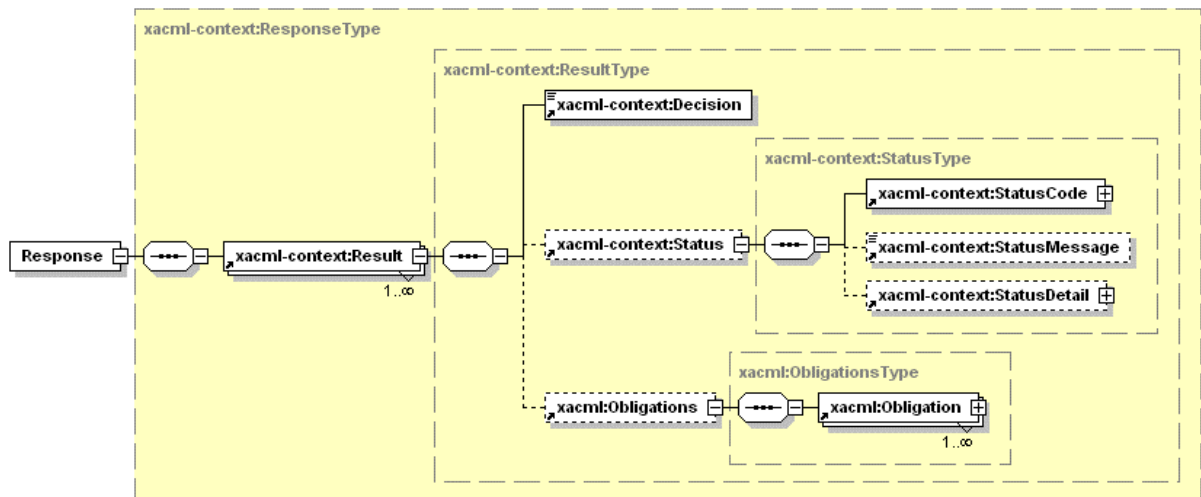 xacml-context:ResponseType
xacml-context:ResultType
xacml-context:Decision
xacml-context:StatusType
xacml-context:StatusCode
Response
xacml-context:Result
1..∞
xacml-context:Status
xacml-context:StatusMessage
xacml-context:StatusDetail
xacml:ObligationsType
xacml:Obligations
xacml:Obligation
1..∞